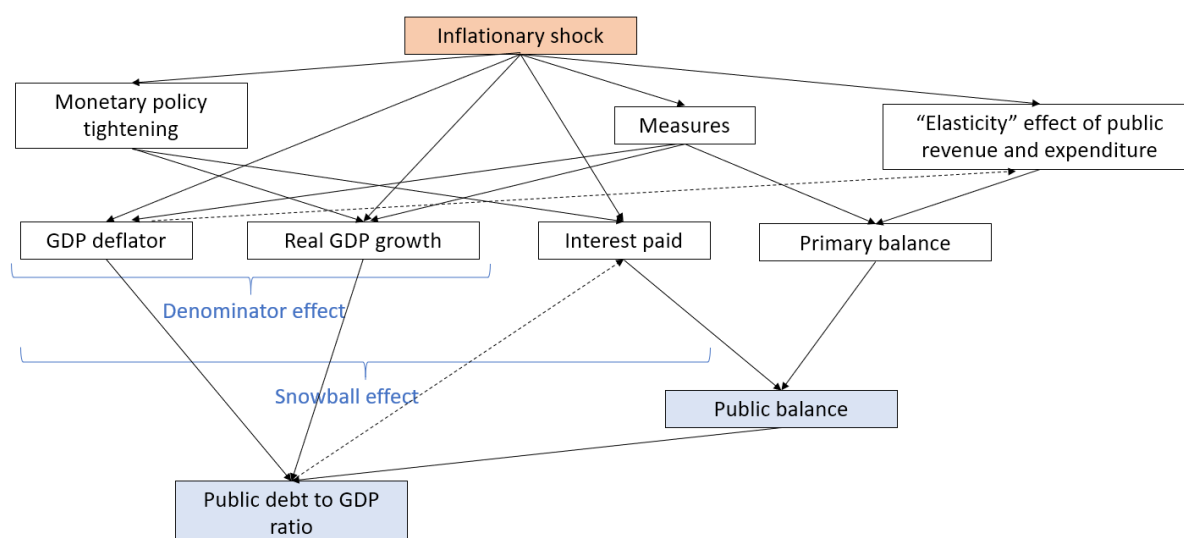 Inflationary shock
Monetary policy
tightening
Measures
“Elasticity” effect of public
revenue and expenditure
GDP deflator
Real GDP growth
Interest paid
Primary balance
Denominator effect
Snowball effect
Public balance
Public debt to GDP
ratio